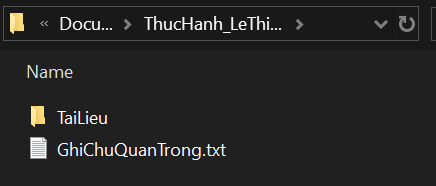 « Docu... > ThucHanh_LeThi... >
Name
TaiLieu
GhiChuQuanTrong.txt